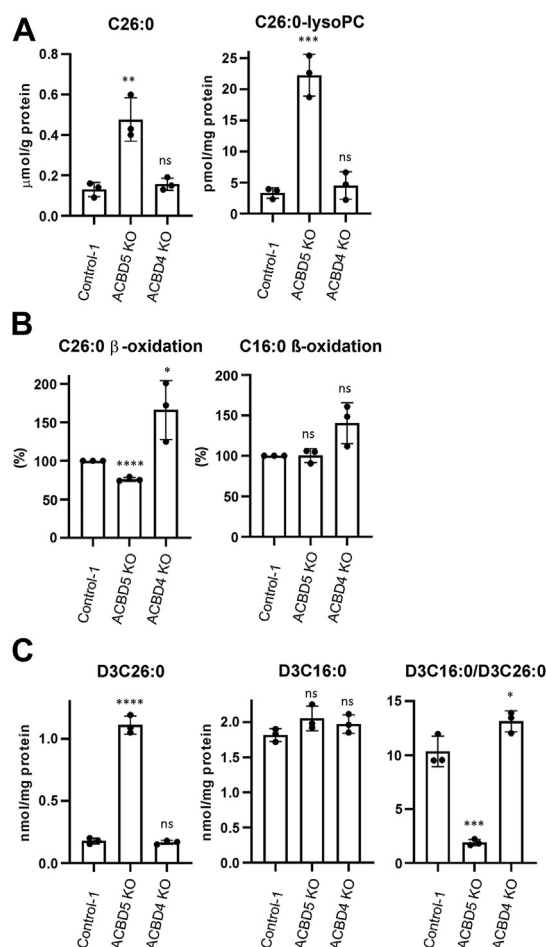 A
C26:0
C26:0-lysoPC
μmol/g protein
0.8
0.6
0.4
0.2
0.0
**
ns
Control-1
ACBD5 KO
ACBD4 KO
pmol/mg protein
25
20
15
10
5
0
***
ns
Control-1
ACBD5 KO
ACBD4 KO
B
C26:0 β-oxidation
C16:0 ß-oxidation
(%)
200
150
100
50
0
****
*
Control-1
ACBD5 KO
ACBD4 KO
(%)
200
150
100
50
0
ns
ns
Control-1
ACBD5 KO
ACBD4 KO
C
D3C26:0
D3C16:0
D3C16:0/D3C26:0
nmol/mg protein
1.0
0.5
0.0
****
ns
Control-1
ACBD5 KO
ACBD4 KO
nmol/mg protein
2.0
1.5
1.0
0.5
0.0
ns
ns
Control-1
ACBD5 KO
ACBD4 KO
15
10
5
0
***
*
Control-1
ACBD5 KO
ACBD4 KO